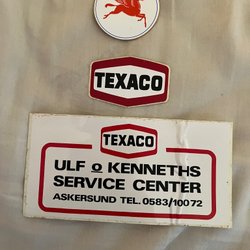 TEXACO
TEXACO
ULF o KENNETHS
SERVICE CENTER
ASKERSUND TEL. 0583/10072